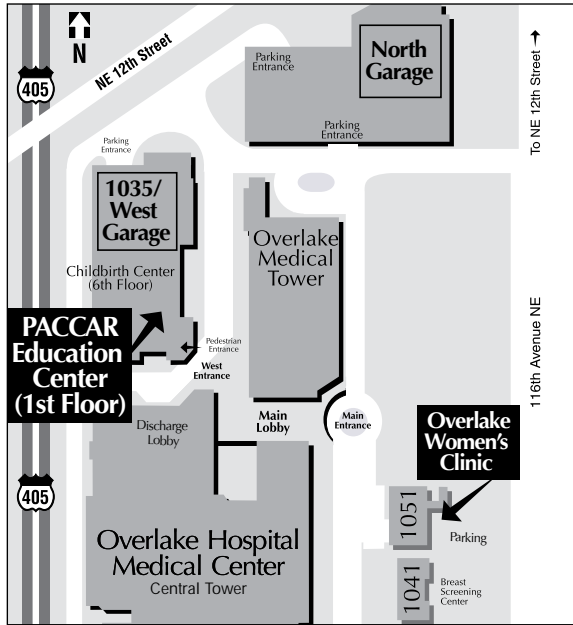 N
405
NE 12th Street
Parking
Entrance
North
Garage
Parking
Entrance
To NE 12th Street
Parking
Entrance
1035/
West
Garage
Childbirth Center
(6th Floor)
Overlake
Medical
Tower
PACCAR
Education
Center
(1st Floor)
Pedestrian
Entrance
West
Entrance
116th Avenue NE
Discharge
Lobby
Main
Lobby
Main
Entrance
Overlake
Women's
Clinic
405
1051
Parking
Overlake Hospital
Medical Center
Central Tower
1041
Breast
Screening
Center